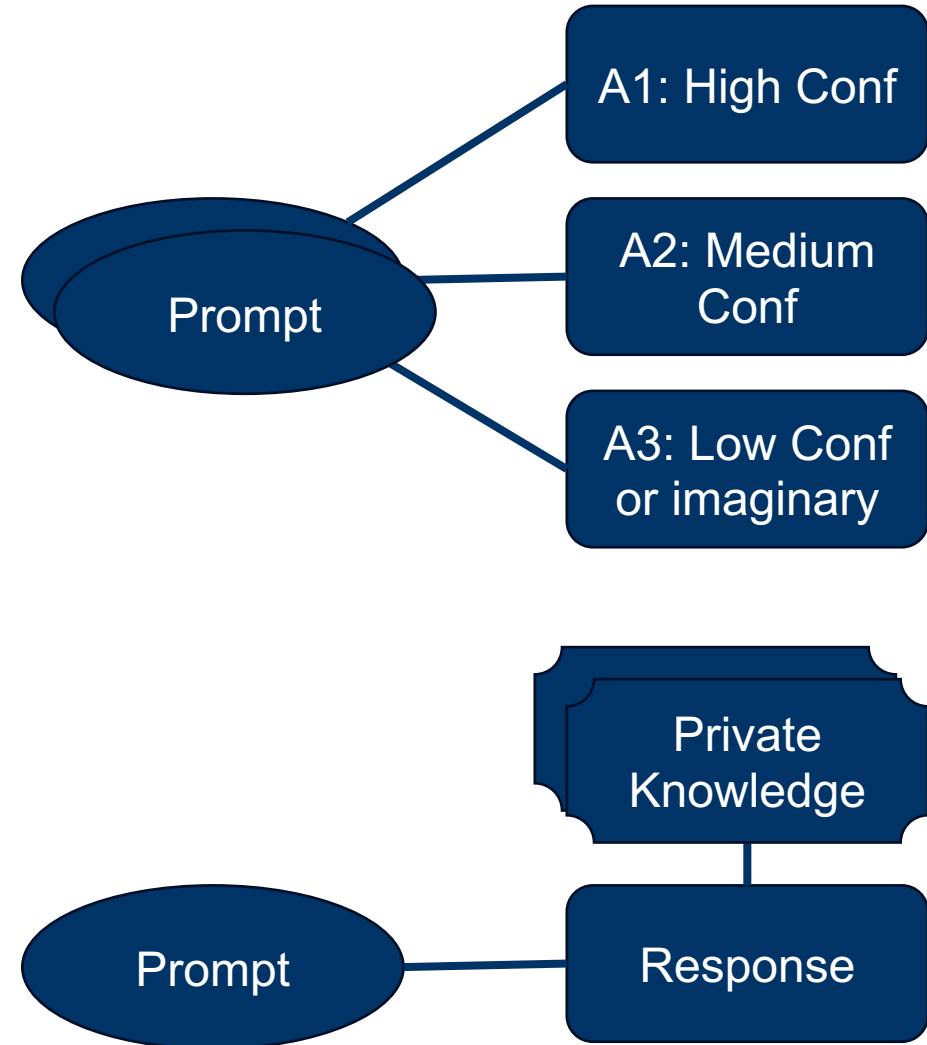 A1: High Conf
A2: Medium
Conf
Prompt
A3: Low Conf
or imaginary
Private
Knowledge
Prompt
Response